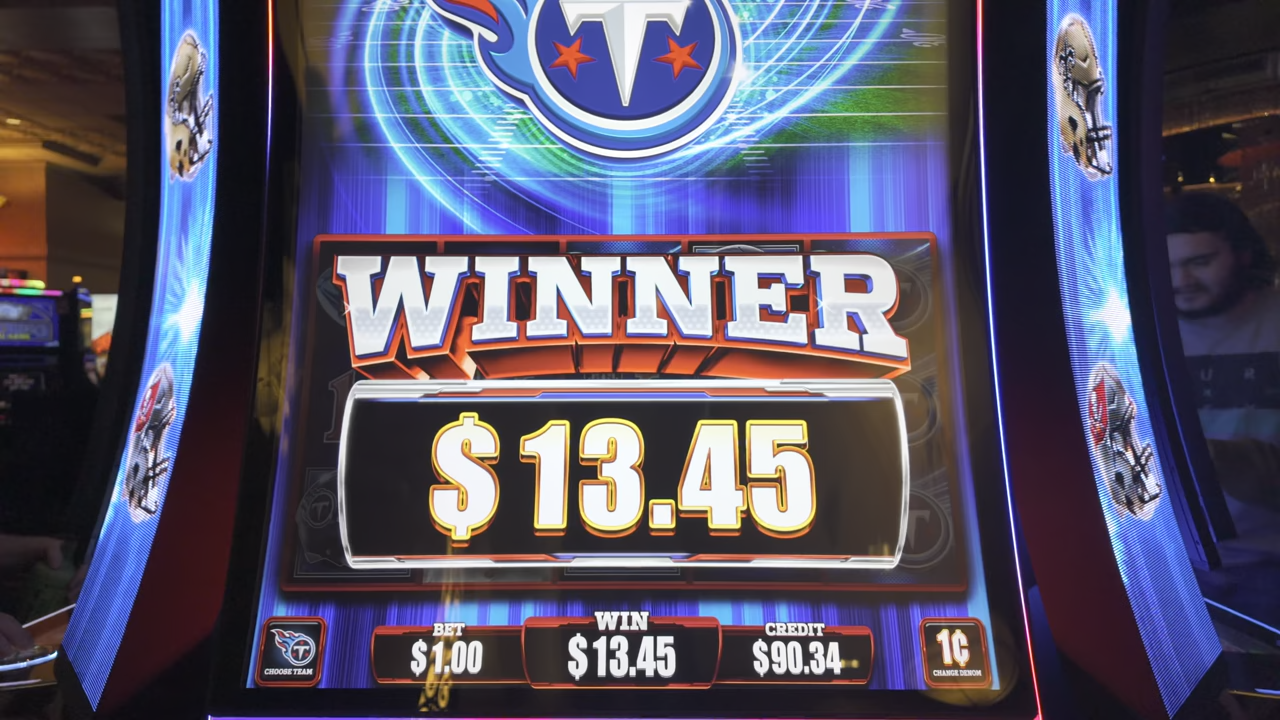 T
WINNER
$13.45
BET
$1.00
WIN
$13.45
CREDIT
$90.34
CHOOSE TEAM
1¢
CHANGE DENOM